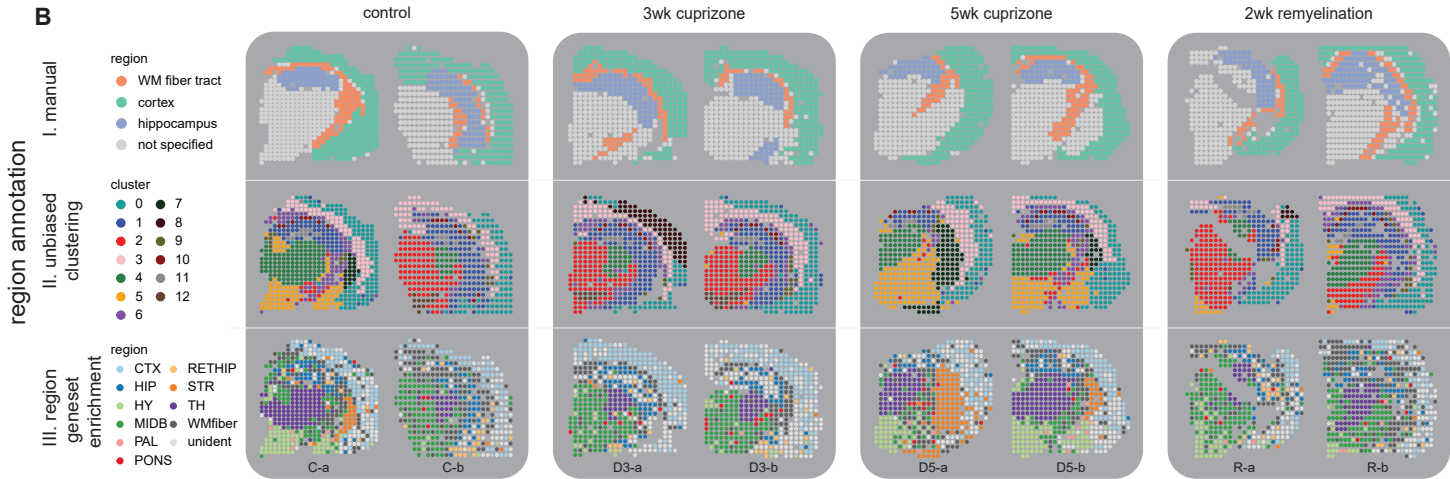 B
control
3wk cuprizone
5wk cuprizone
2wk remyelination
region annotation
I. manual
region
WM fiber tract
cortex
hippocampus
not specified
II. unbiased
clustering
cluster
0 7
1 8
2 9
3 10
4 11
5 12
6
III. region
geneset
enrichment
region
CTX RETHIP
HIP STR
HY TH
MIDB WMfiber
PAL unident
PONS
C-a
C-b
D3-a
D3-b
D5-a
D5-b
R-a
R-b